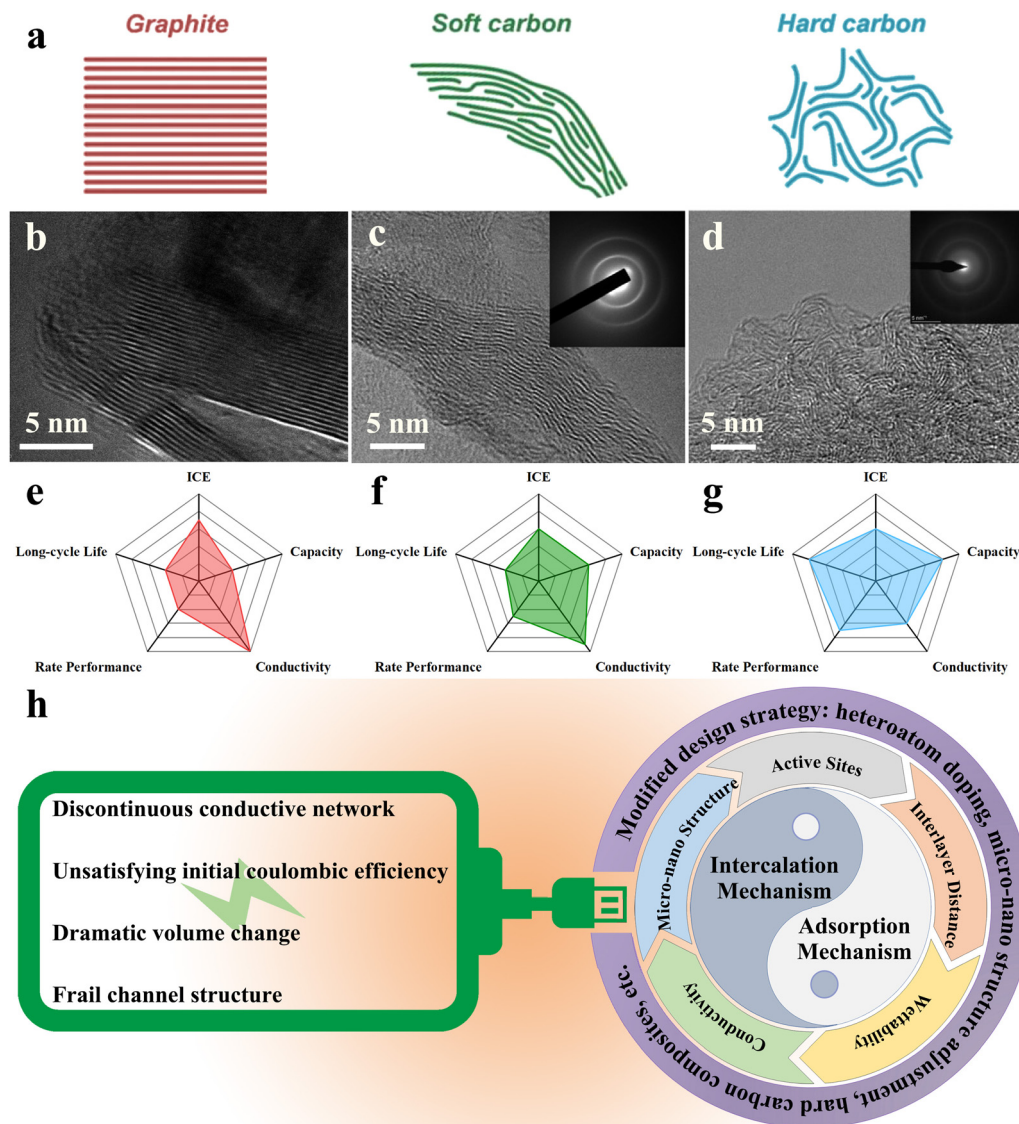 a
Graphite
Soft carbon
Hard carbon
b
5 nm
c
5 nm
d
5 nm⁻¹
5 nm
e
ICE
Long-cycle Life
Capacity
Rate Performance
Conductivity
f
ICE
Long-cycle Life
Capacity
Rate Performance
Conductivity
g
ICE
Long-cycle Life
Capacity
Rate Performance
Conductivity
h
Discontinuous conductive network
Unsatisfying initial coulombic efficiency
Dramatic volume change
Frail channel structure
Modified design strategy: heteroatom doping, micro-nano structure adjustment, hard carbon composites, etc.
Active Sites
Interlayer Distance
Wettability
Conductivity
Micro-nano Structure
Intercalation
Mechanism
Adsorption
Mechanism